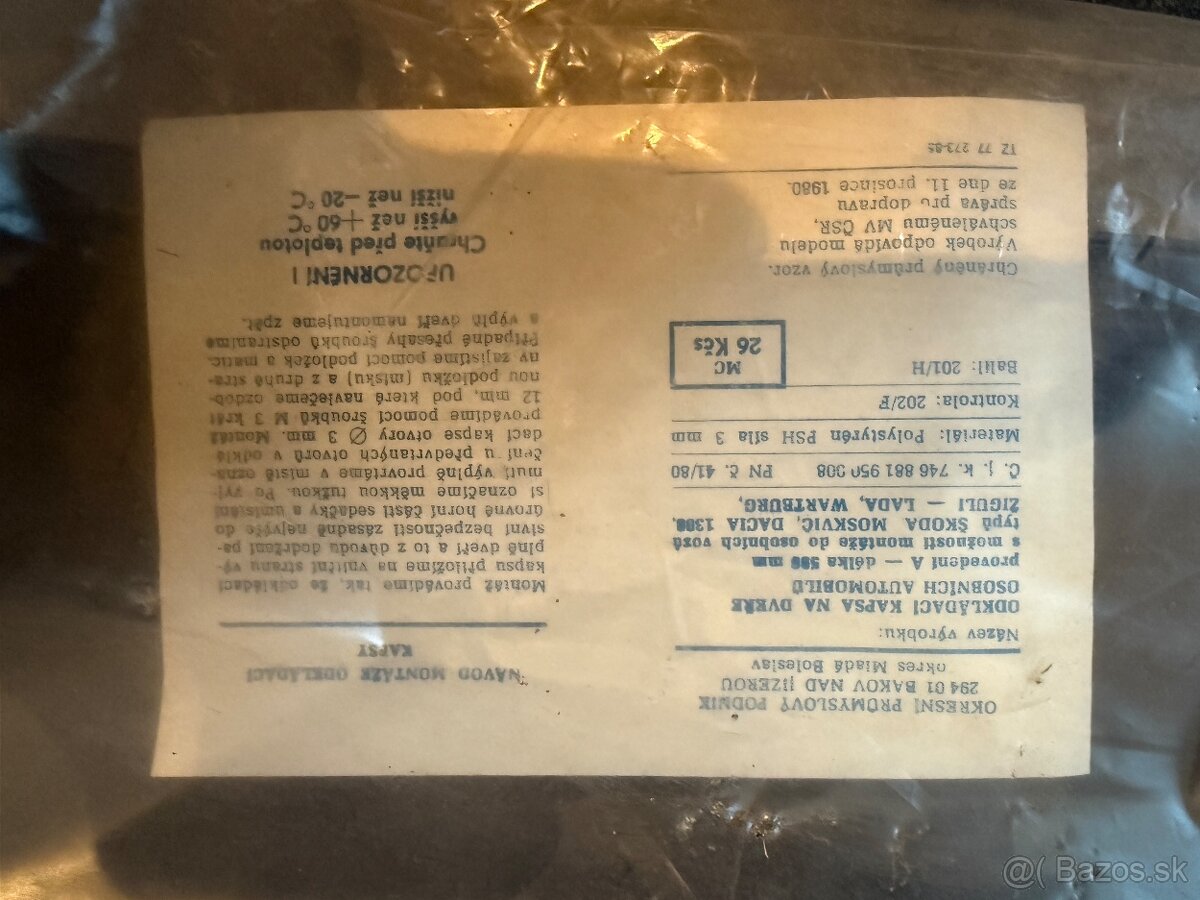 OKRESNÍ PRŮMYSLOVÝ PODNIK
294 01 BAKOV NAD JIZEROU
okres Mladá Boleslav
Název výrobku:
ODKLÁDACÍ KAPSA NA DVEŘE
OSOBNÍCH AUTOMOBILŮ
provedení A — délka 500 mm
s možností montáže do osobních vozů
typů ŠKODA, MOSKVIČ, DACIA 1300,
ŽIGULI — LADA, WARTBURG,
Č. j. k. 746 881 950 008 PN č. 41/80
Materiál: Polystyrén PSH síla 3 mm
Kontrola: 202/F
Balil: 201/H
MC
26 Kčs
Chráněný průmyslový vzor.
Výrobek odpovídá modelu
schválenému MV ČSR,
správa pro dopravu
ze dne 11. prosince 1980.
TZ 77 273-85
NÁVOD MONTÁŽE ODKLÁDACÍ
KAPSY
Montáž provádíme tak, že odkládací
kapsu přiložíme na vnitřní stranu vý-
plně dveří a to z důvodu dodržení pa-
sivní bezpečnosti zásadně nejvýše do
úrovně horní části sedačky a umístění
si označíme měkkou tužkou. Po vyj-
mutí výplně provrtáme v místě ozna-
čení u předvrtaných otvorů v odklá-
dací kapse otvory Ø 3 mm. Montáž
provádíme pomocí šroubků M 3 krát
12 mm, pod které navlečeme ozdob-
nou podložku (misku) a z druhé stra-
ny zajistíme pomocí podložek a matic.
Případné přesahy šroubků odstraníme
a výplň dveří namontujeme zpět.
UPOZORNĚNÍ !
Chraňte před teplotou
vyšší než +60 °C
nižší než −20 °C
@( Bazos.sk